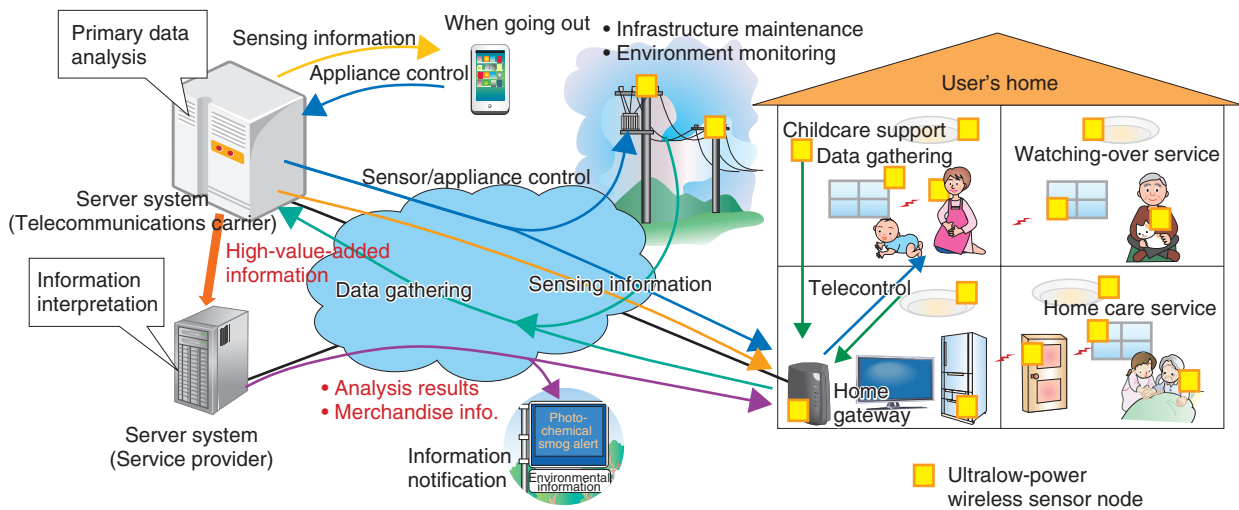 Primary data
analysis
Sensing information
Appliance control
When going out
• Infrastructure maintenance
• Environment monitoring
User's home
Childcare support
Data gathering
Watching-over service
Sensor/appliance control
Server system
(Telecommunications carrier)
High-value-added
information
Information
interpretation
Data gathering
Sensing information
Telecontrol
Home care service
• Analysis results
• Merchandise info.
Home
gateway
Server system
(Service provider)
Information
notification
Photo-
chemical
smog alert
Environmental
information
Ultralow-power
wireless sensor node